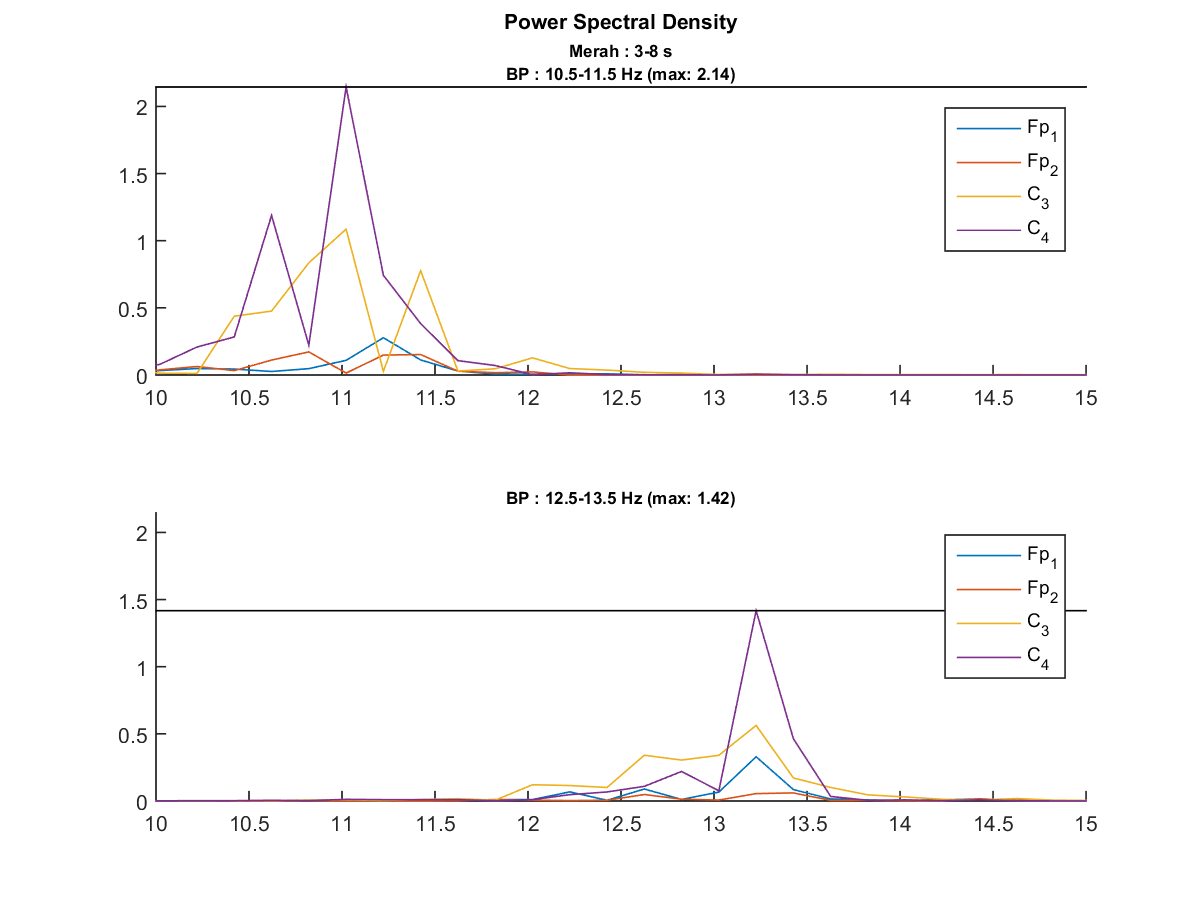 Power Spectral Density
Merah : 3-8 s
BP : 10.5-11.5 Hz (max: 2.14)
2
1.5
1
0.5
0
10 10.5 11 11.5 12 12.5 13 13.5 14 14.5 15
Fp1
Fp2
C3
C4
BP : 12.5-13.5 Hz (max: 1.42)
2
1.5
1
0.5
0
10 10.5 11 11.5 12 12.5 13 13.5 14 14.5 15
Fp1
Fp2
C3
C4